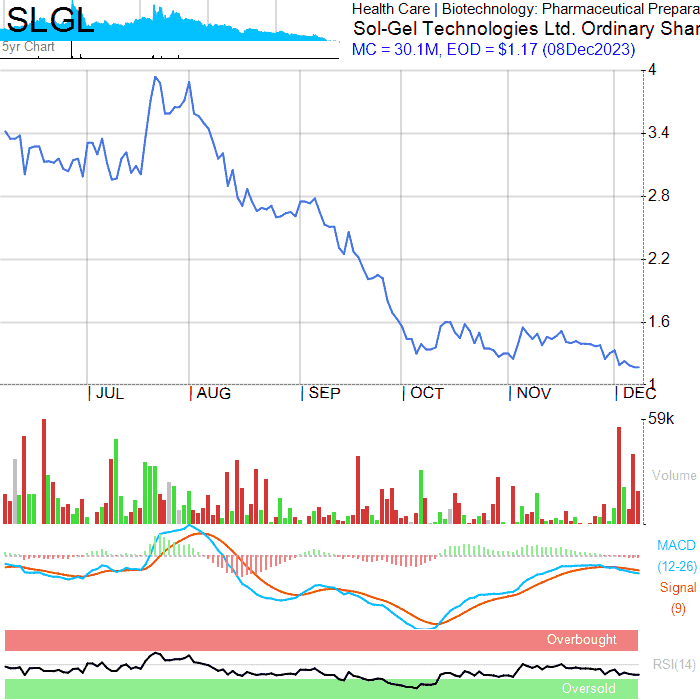 SLGL
5yr Chart
Health Care | Biotechnology: Pharmaceutical Prepara
Sol-Gel Technologies Ltd. Ordinary Shar
MC = 30.1M, EOD = $1.17 (08Dec2023)
4
3.4
2.8
2.2
1.6
1
JUL AUG SEP OCT NOV DEC
59k
Volume
MACD
(12-26)
Signal
(9)
Overbought
RSI(14)
Oversold